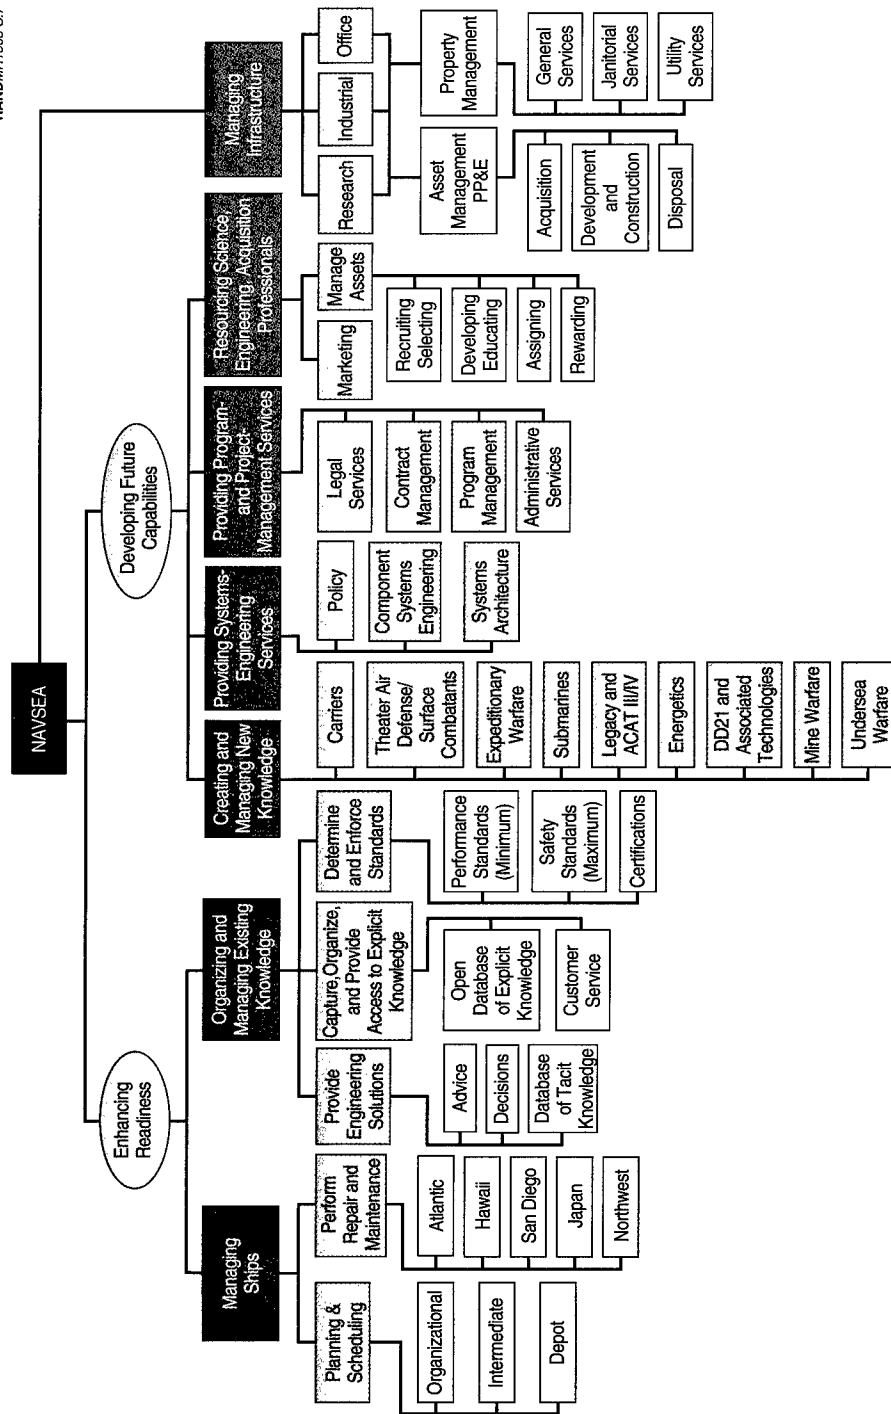 NAVSEA
Enhancing
Readiness
Developing Future
Capabilities
Managing
Ships
Organizing and
Managing Existing
Knowledge
Creating and
Managing New
Knowledge
Providing Systems-
Engineering
Services
Providing Program-
and Project-
Management Services
Resourcing Science,
Engineering, Acquisition
Professionals
Managing
Infrastructure
Planning &
Scheduling
Organizational
Intermediate
Depot
Perform
Repair and
Maintenance
Atlantic
Hawaii
San Diego
Japan
Northwest
Provide
Engineering
Solutions
Advice
Decisions
Database
of Tacit
Knowledge
Capture, Organize,
and Provide
Access to Explicit
Knowledge
Open
Database
of Explicit
Knowledge
Customer
Service
Determine
and Enforce
Standards
Performance
Standards
(Minimum)
Safety
Standards
(Maximum)
Certifications
Carriers
Theater Air
Defense/
Surface
Combatants
Expeditionary
Warfare
Submarines
Legacy and
ACAT III/IV
Energetics
DD21 and
Associated
Technologies
Mine Warfare
Undersea
Warfare
Policy
Component
Systems
Engineering
Systems
Architecture
Legal
Services
Contract
Management
Program
Management
Administrative
Services
Marketing
Manage
Assets
Recruiting
Selecting
Developing
Educating
Assigning
Rewarding
Research
Industrial
Office
Asset
Management
PP&E
Acquisition
Development
and
Construction
Disposal
Property
Management
General
Services
Janitorial
Services
Utility
Services